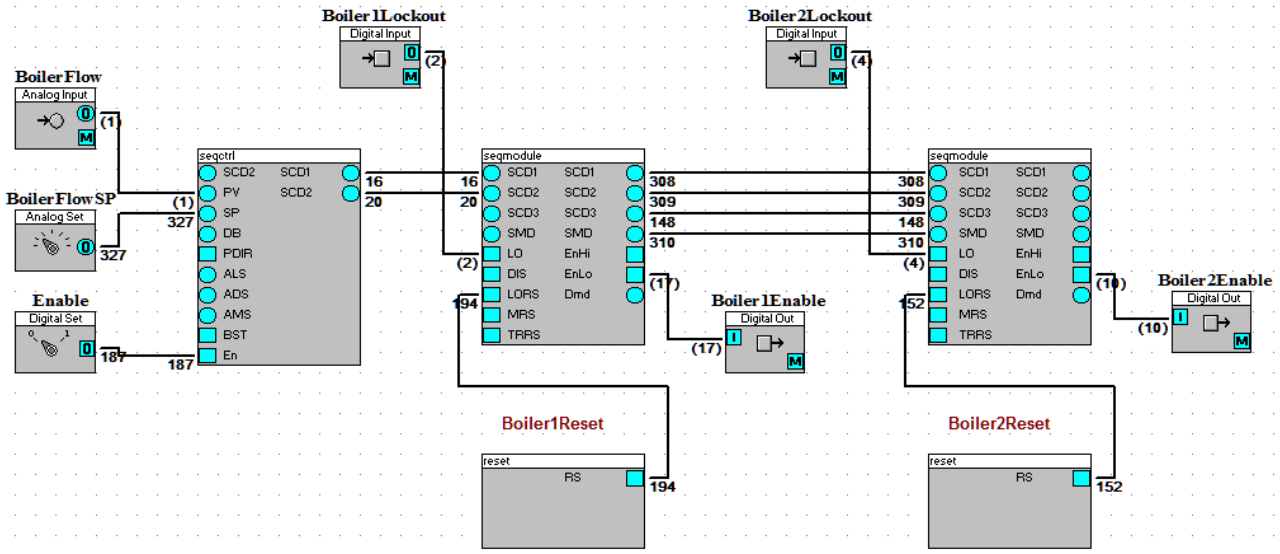 Boiler1Lockout
Digital Input
0
(2)
M
Boiler2Lockout
Digital Input
0
(4)
M
BoilerFlow
Analog Input
0
(1)
M
BoilerFlowSP
Analog Set
0
327
Enable
Digital Set
0 1
0
187
seqctrl
SCD2 SCD1
16
(1) PV SCD2
20
327 SP
DB
PDIR
ALS
ADS
AMS
BST
187 En
seqmodule
16 SCD1 SCD1 308
20 SCD2 SCD2 309
SCD3 SCD3 148
SMD SMD 310
(2) LO EnHi
DIS EnLo (17)
194 LORS Dmd
MRS
TRRS
Boiler1Enable
Digital Out
(17) I
M
seqmodule
308 SCD1 SCD1
309 SCD2 SCD2
148 SCD3 SCD3
310 SMD SMD
(4) LO EnHi
DIS EnLo (10)
152 LORS Dmd
MRS
TRRS
Boiler2Enable
Digital Out
(10) I
M
Boiler1Reset
reset
RS 194
Boiler2Reset
reset
RS 152